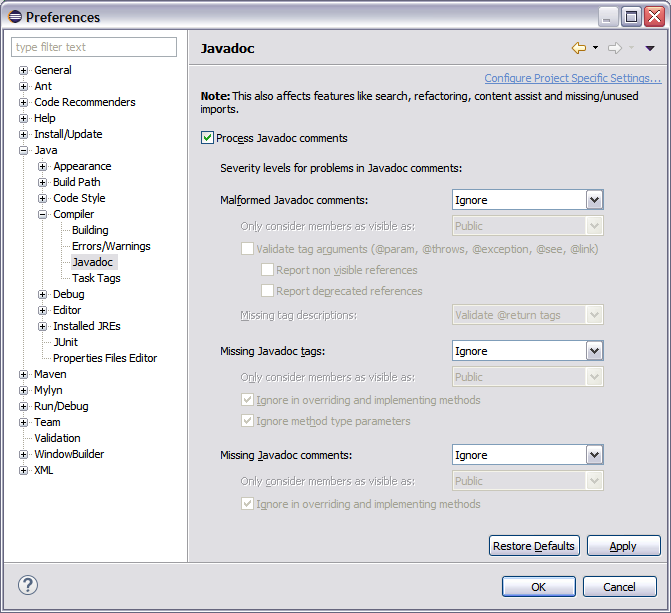 Preferences
type filter text
General
Ant
Code Recommenders
Help
Install/Update
Java
Appearance
Build Path
Code Style
Compiler
Building
Errors/Warnings
Javadoc
Task Tags
Debug
Editor
Installed JREs
JUnit
Properties Files Editor
Maven
Mylyn
Run/Debug
Team
Validation
WindowBuilder
XML
Javadoc
Configure Project Specific Settings...
Note: This also affects features like search, refactoring, content assist and missing/unused
imports.
Process Javadoc comments
Severity levels for problems in Javadoc comments:
Malformed Javadoc comments: Ignore
Only consider members as visible as: Public
Validate tag arguments (@param, @throws, @exception, @see, @link)
Report non visible references
Report deprecated references
Missing tag descriptions: Validate @return tags
Missing Javadoc tags: Ignore
Only consider members as visible as: Public
Ignore in overriding and implementing methods
Ignore method type parameters
Missing Javadoc comments: Ignore
Only consider members as visible as: Public
Ignore in overriding and implementing methods
Restore Defaults Apply
? OK Cancel